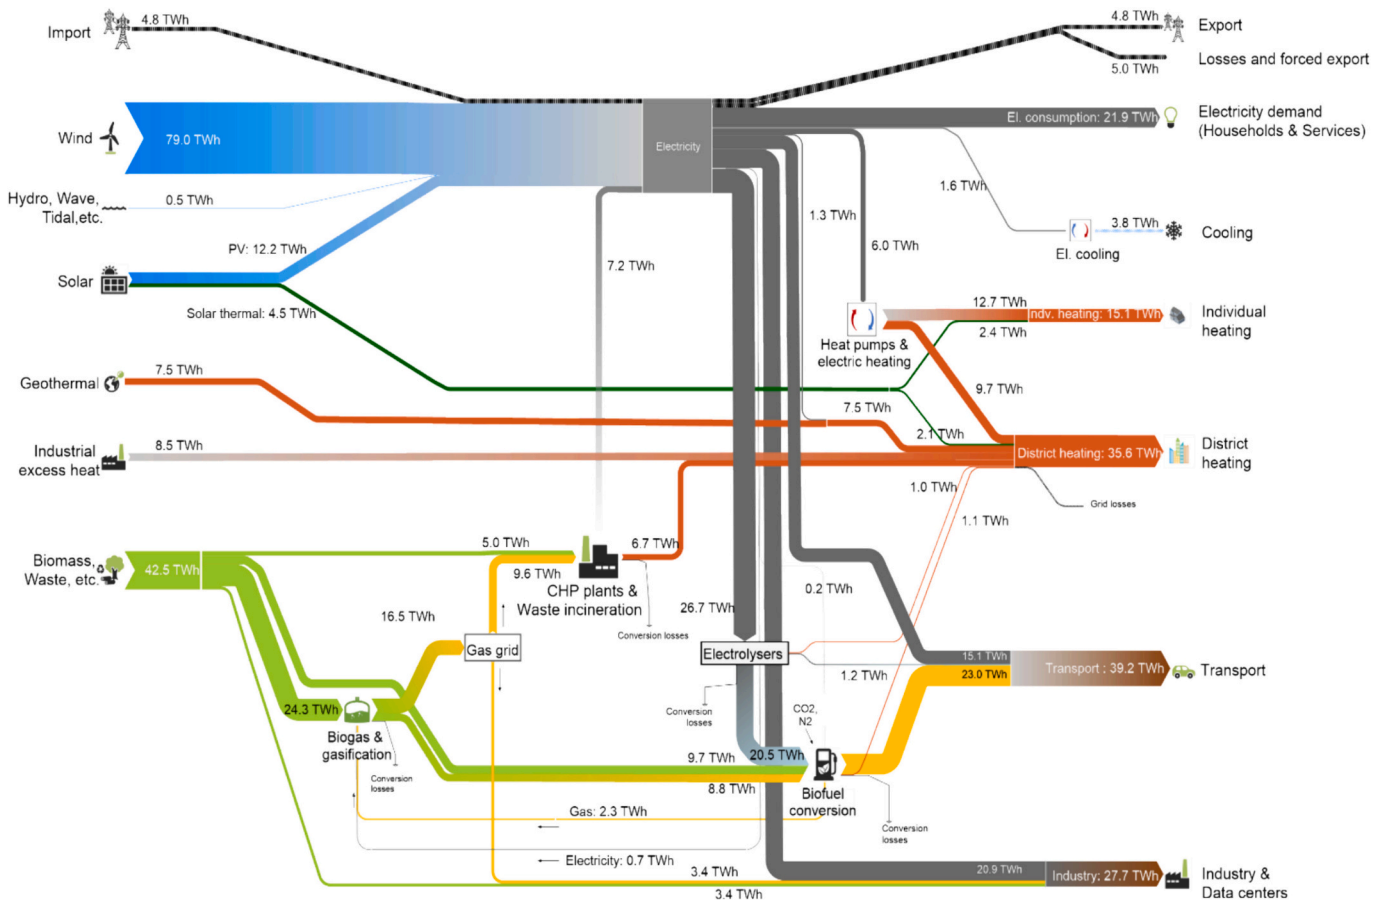 Import
4.8 TWh
4.8 TWh
Export
Losses and forced export
5.0 TWh
Wind
79.0 TWh
Electricity
El. consumption: 21.9 TWh
Electricity demand
(Households & Services)
Hydro, Wave,
Tidal,etc.
0.5 TWh
1.6 TWh
1.3 TWh
6.0 TWh
3.8 TWh
Cooling
El. cooling
PV: 12.2 TWh
7.2 TWh
Solar
Solar thermal: 4.5 TWh
12.7 TWh
Indv. heating: 15.1 TWh
Individual
heating
2.4 TWh
Heat pumps &
electric heating
Geothermal
7.5 TWh
9.7 TWh
7.5 TWh
2.1 TWh
Industrial
excess heat
8.5 TWh
District heating: 35.6 TWh
District
heating
1.0 TWh
1.1 TWh
Grid losses
Biomass,
Waste, etc.
42.5 TWh
5.0 TWh
9.6 TWh
6.7 TWh
CHP plants &
Waste incineration
Conversion losses
0.2 TWh
26.7 TWh
16.5 TWh
Gas grid
Electrolysers
15.1 TWh
Transport : 39.2 TWh
Transport
1.2 TWh
23.0 TWh
24.3 TWh
Biogas &
gasification
Conversion
losses
Conversion
losses
CO2,
N2
9.7 TWh
20.5 TWh
8.8 TWh
Biofuel
conversion
Gas: 2.3 TWh
Conversion
losses
Electricity: 0.7 TWh
3.4 TWh
3.4 TWh
20.9 TWh
Industry: 27.7 TWh
Industry &
Data centers